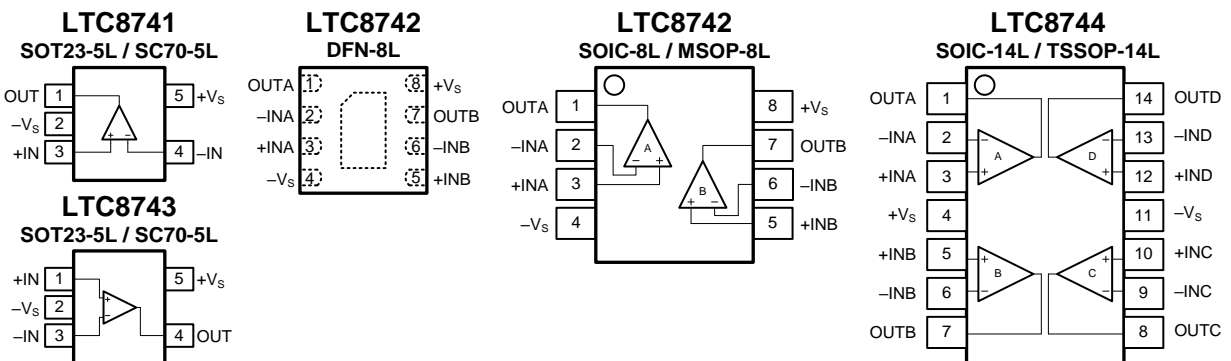 LTC8741
SOT23-5L / SC70-5L
OUT 1 5 +VS
–VS 2
+IN 3 + – 4 –IN
LTC8743
SOT23-5L / SC70-5L
+IN 1 + 5 +VS
–VS 2 –
–IN 3 4 OUT
LTC8742
DFN-8L
OUTA 1 8 +VS
–INA 2 7 OUTB
+INA 3 6 –INB
–VS 4 5 +INB
LTC8742
SOIC-8L / MSOP-8L
OUTA 1 8 +VS
–INA 2 A – + 7 OUTB
+INA 3 B + – 6 –INB
–VS 4 5 +INB
LTC8744
SOIC-14L / TSSOP-14L
OUTA 1 14 OUTD
–INA 2 – A D – 13 –IND
+INA 3 + + 12 +IND
+VS 4 11 –VS
+INB 5 + B C + 10 +INC
–INB 6 – – 9 –INC
OUTB 7 8 OUTC